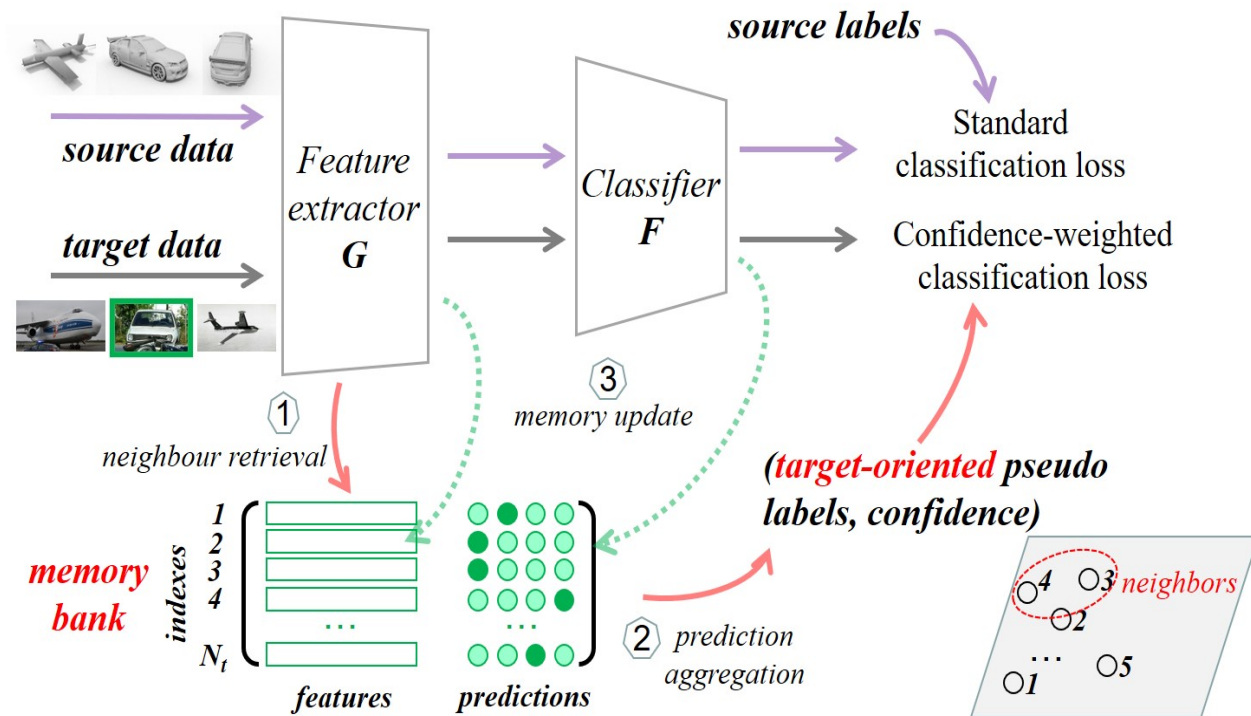 source labels
source data
Standard
classification loss
Feature
extractor
G
Classifier
F
target data
Confidence-weighted
classification loss
1
neighbour retrieval
3
memory update
(target-oriented pseudo
labels, confidence)
memory
bank
indexes
1
2
3
4
...
N_t
...
features
predictions
2
prediction
aggregation
4
3
neighbors
2
...
1
5